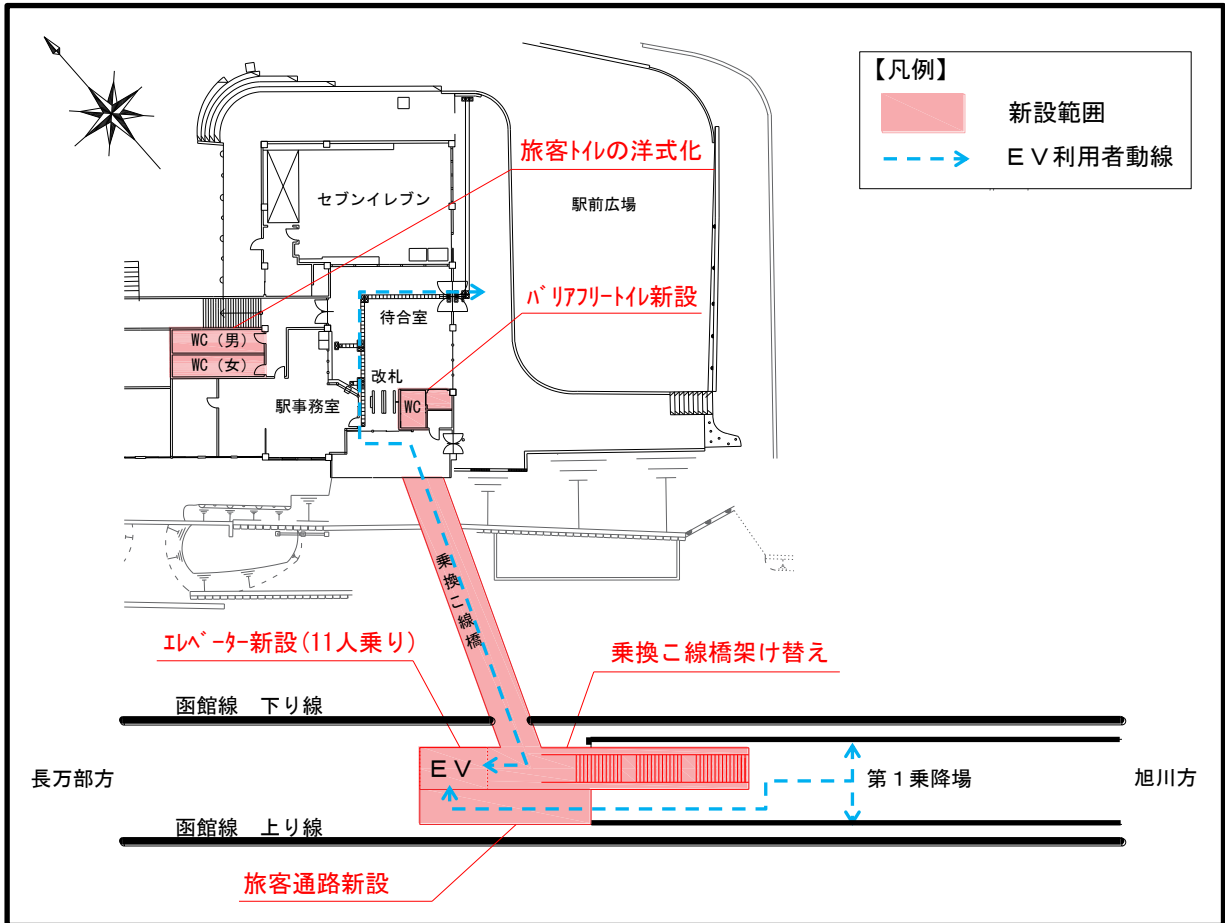 【凡例】
新設範囲
ＥＶ利用者動線
旅客ﾄｲﾚの洋式化
セブンイレブン
駅前広場
ﾊﾞﾘｱﾌﾘｰﾄｲﾚ新設
待合室
WC（男）
WC（女）
改札
駅事務室
WC
乗換こ線橋
ｴﾚﾍﾞｰﾀｰ新設(11人乗り)
乗換こ線橋架け替え
函館線　下り線
ＥＶ
長万部方
第１乗降場
旭川方
函館線　上り線
旅客通路新設